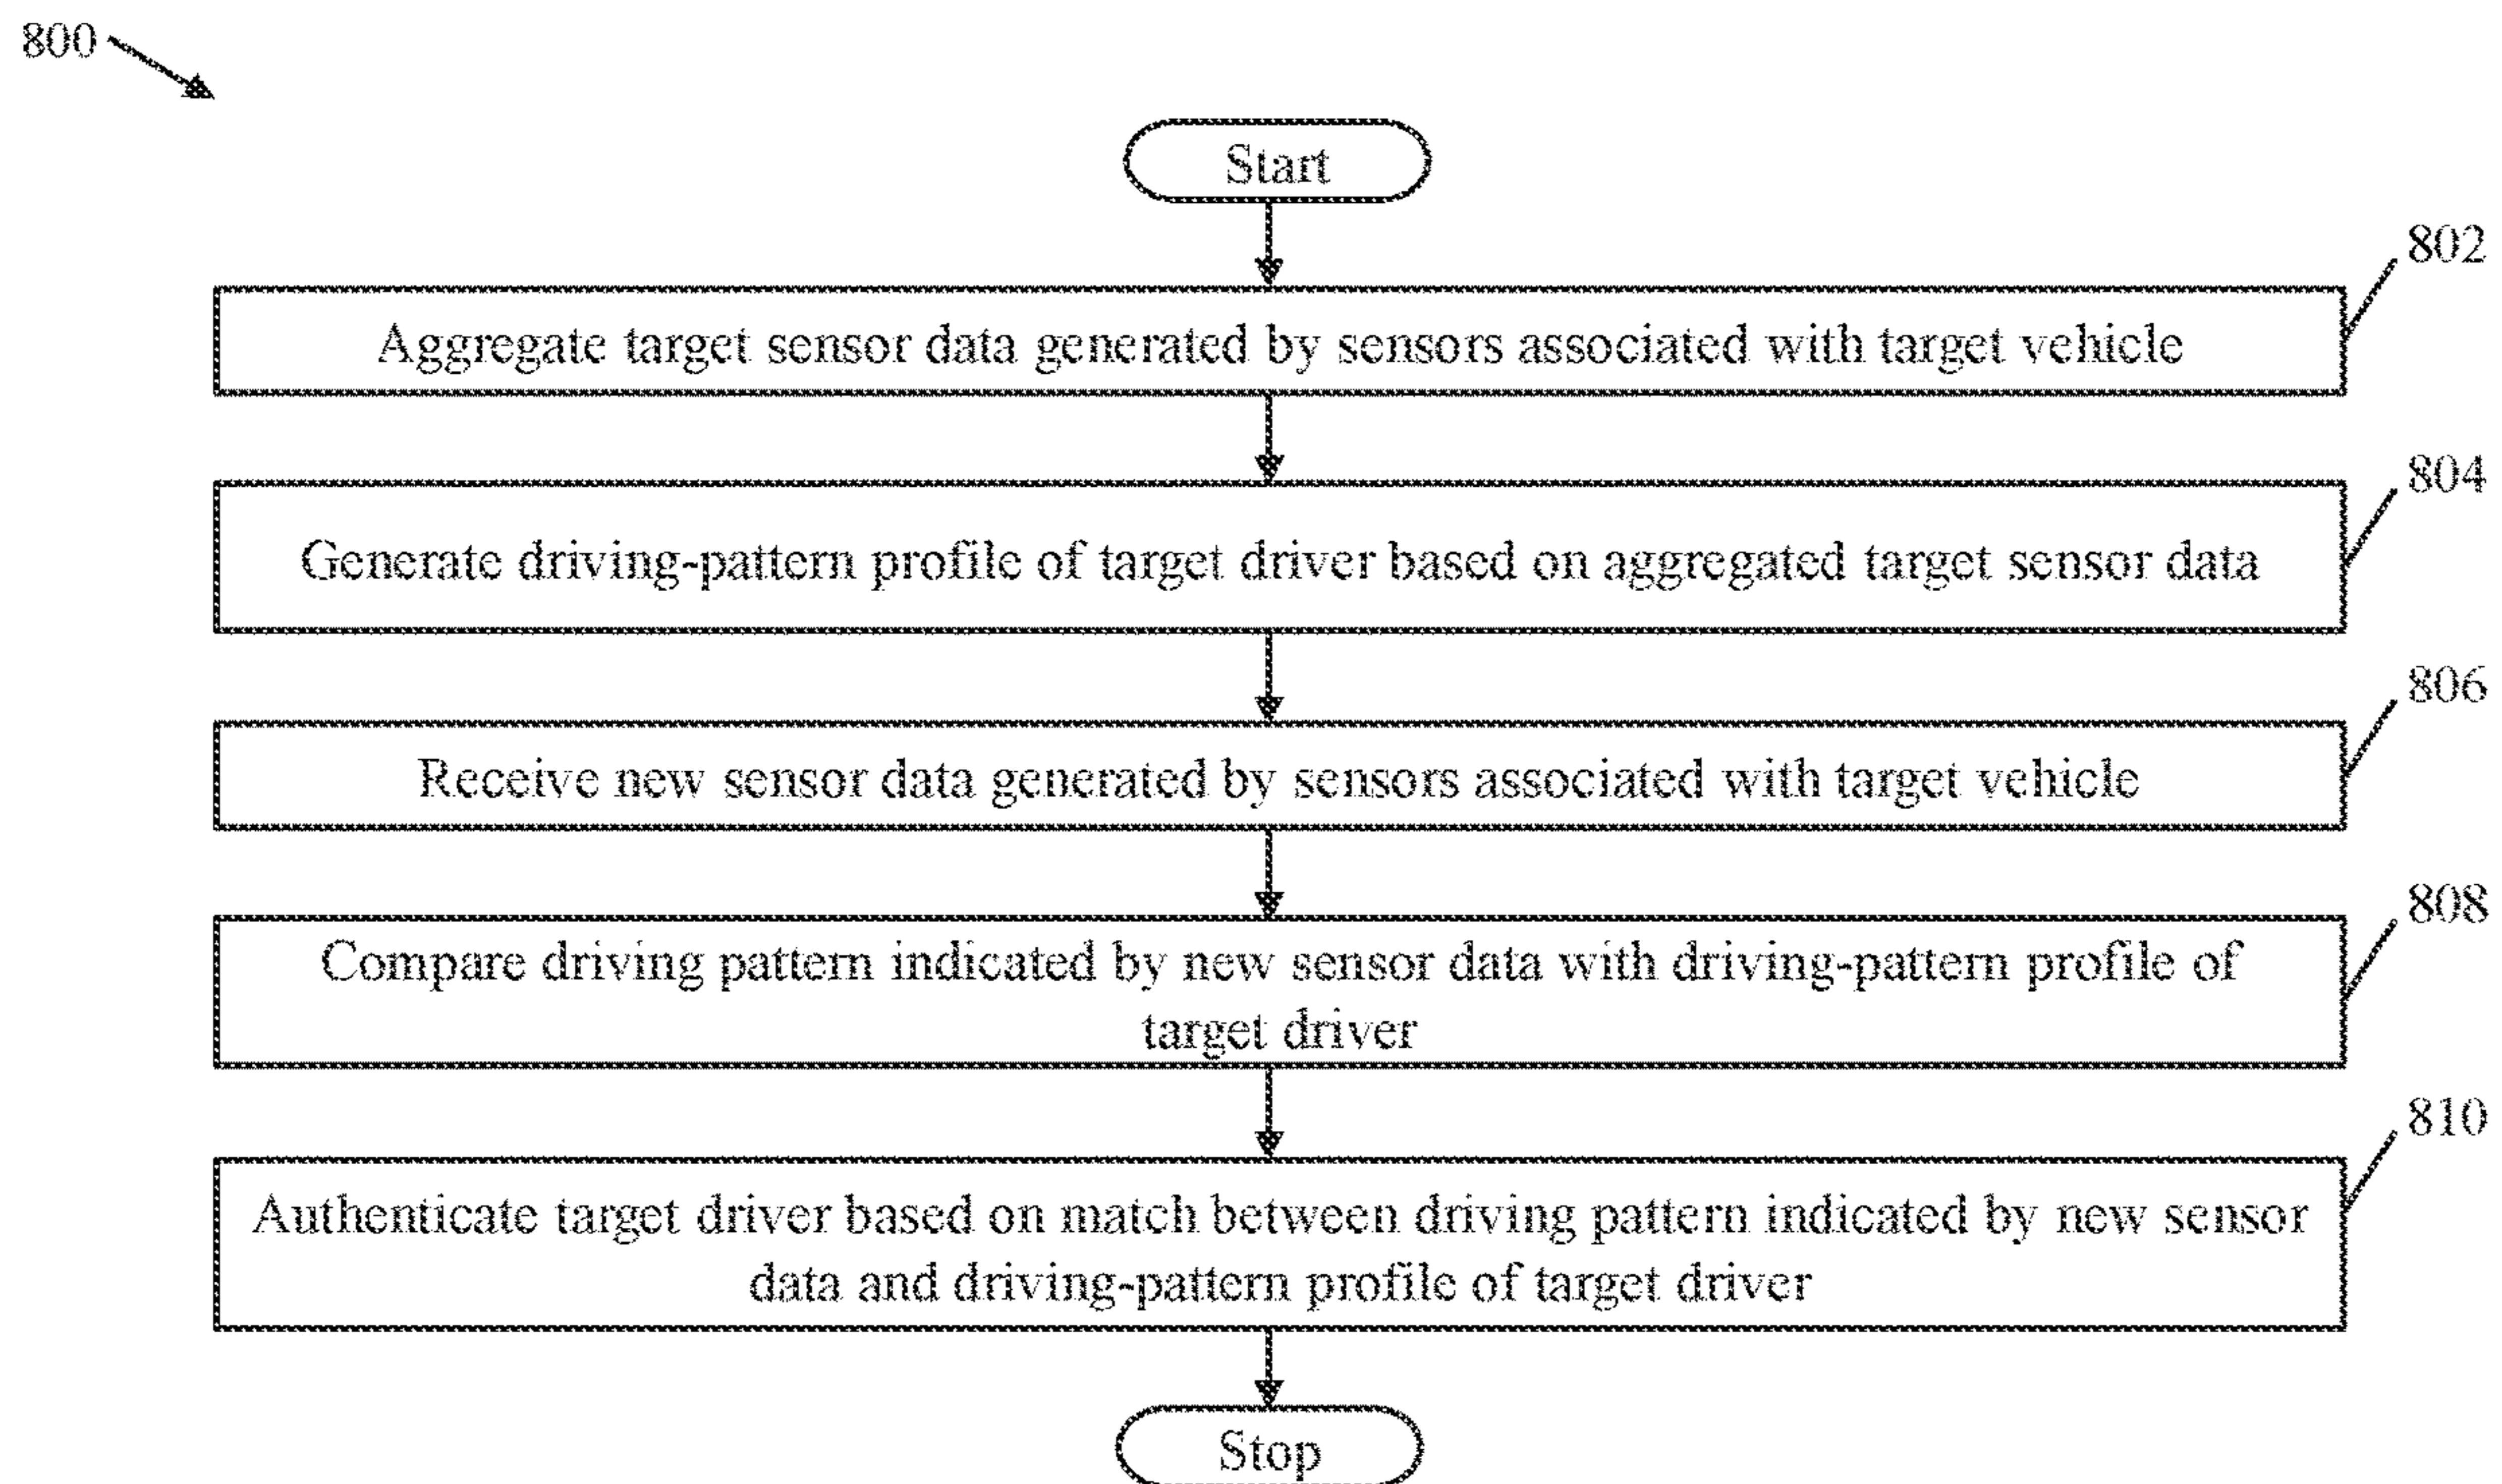 800
Start
802
Aggregate target sensor data generated by sensors associated with target vehicle
804
Generate driving-pattern profile of target driver based on aggregated target sensor data
806
Receive new sensor data generated by sensors associated with target vehicle
808
Compare driving pattern indicated by new sensor data with driving-pattern profile of
target driver
810
Authenticate target driver based on match between driving pattern indicated by new sensor
data and driving-pattern profile of target driver
Stop